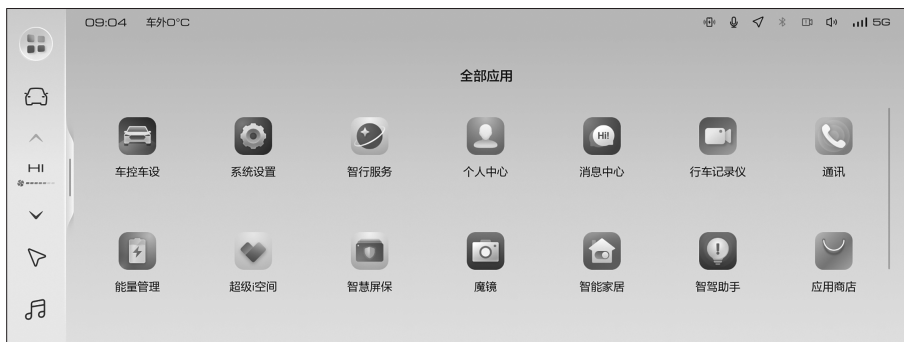 09:04 车外0°C 5G
全部应用
HI
Hi!
车控车设 系统设置 智行服务 个人中心 消息中心 行车记录仪 通讯
能量管理 超级i空间 智慧屏保 魔镜 智能家居 智驾助手 应用商店